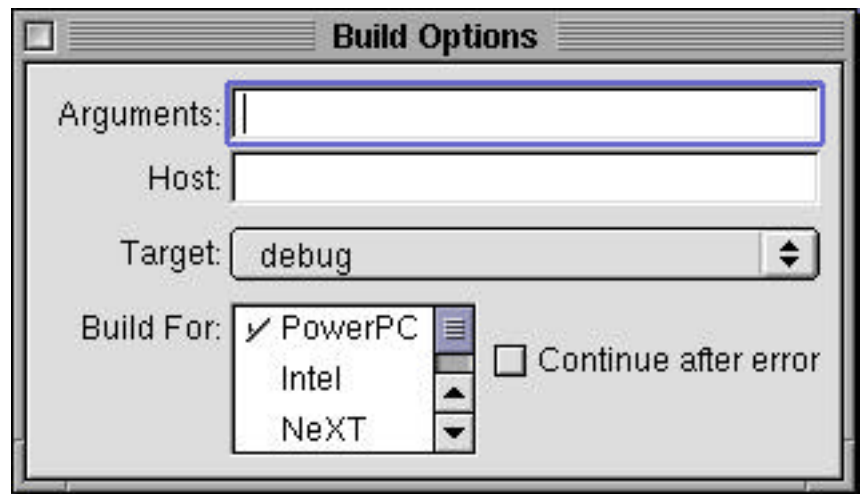 Build Options
Arguments:
Host:
Target: debug
Build For: PowerPC
Intel
NeXT
Continue after error